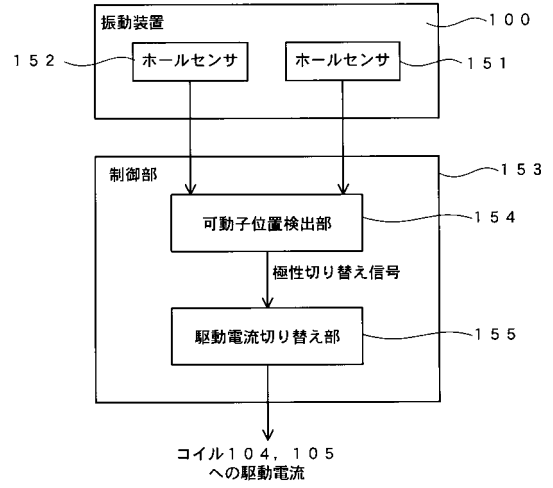 振動装置
100
152
ホールセンサ
ホールセンサ
151
制御部
153
可動子位置検出部
154
極性切り替え信号
駆動電流切り替え部
155
コイル104，105
への駆動電流